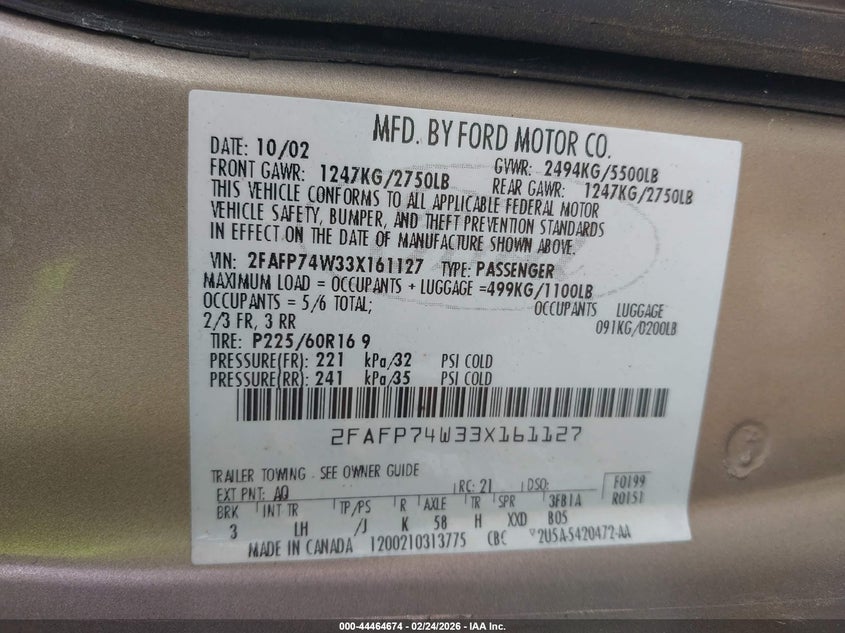 MFD. BY FORD MOTOR CO.
DATE: 10/02 GVWR: 2494KG/5500LB
FRONT GAWR: 1247KG/2750LB REAR GAWR: 1247KG/2750LB
THIS VEHICLE CONFORMS TO ALL APPLICABLE FEDERAL MOTOR
VEHICLE SAFETY, BUMPER, AND THEFT PREVENTION STANDARDS
IN EFFECT ON THE DATE OF MANUFACTURE SHOWN ABOVE.
VIN: 2FAFP74W33X161127 TYPE: PASSENGER
MAXIMUM LOAD = OCCUPANTS + LUGGAGE =499KG/1100LB
OCCUPANTS = 5/6 TOTAL; OCCUPANTS LUGGAGE
2/3 FR, 3 RR 091KG/0200LB
TIRE: P225/60R16 9
PRESSURE(FR): 221 kPa/32 PSI COLD
PRESSURE(RR): 241 kPa/35 PSI COLD
2FAFP74W33X161127
TRAILER TOWING - SEE OWNER GUIDE
EXT PNT: AQ RC: 21 DSO: F0199
BRK INT TR TP/PS R AXLE TR SPR 3FB1A R0151
3 LH /J K 58 H XXD B05
MADE IN CANADA 1200210313775 CBC 2U5A-5420472-AA
000-44464674 | 02/24/2026 - IAA Inc.